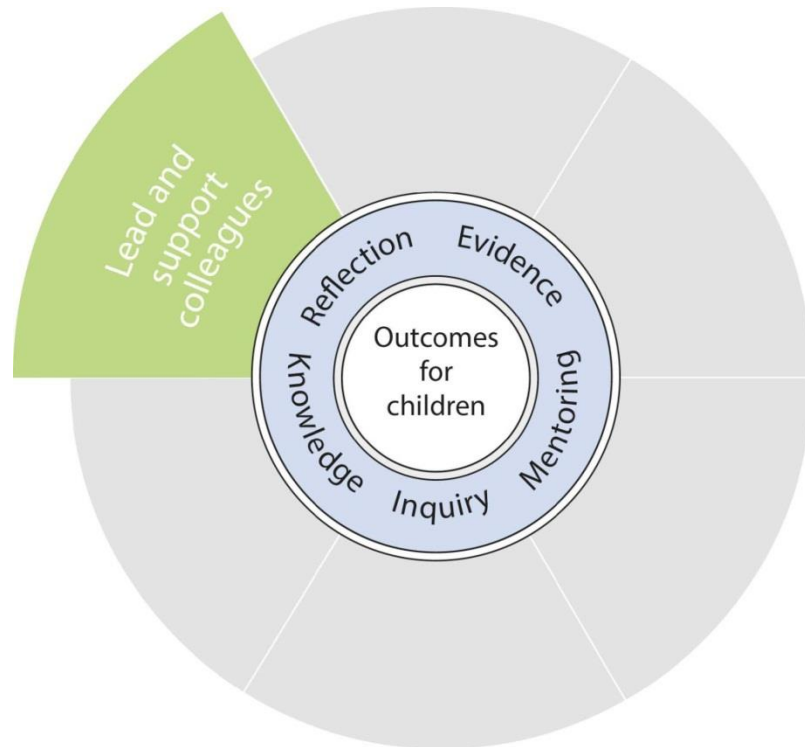 Lead and
support
colleagues
Reflection
Evidence
Mentoring
Inquiry
Knowledge
Outcomes
for
children